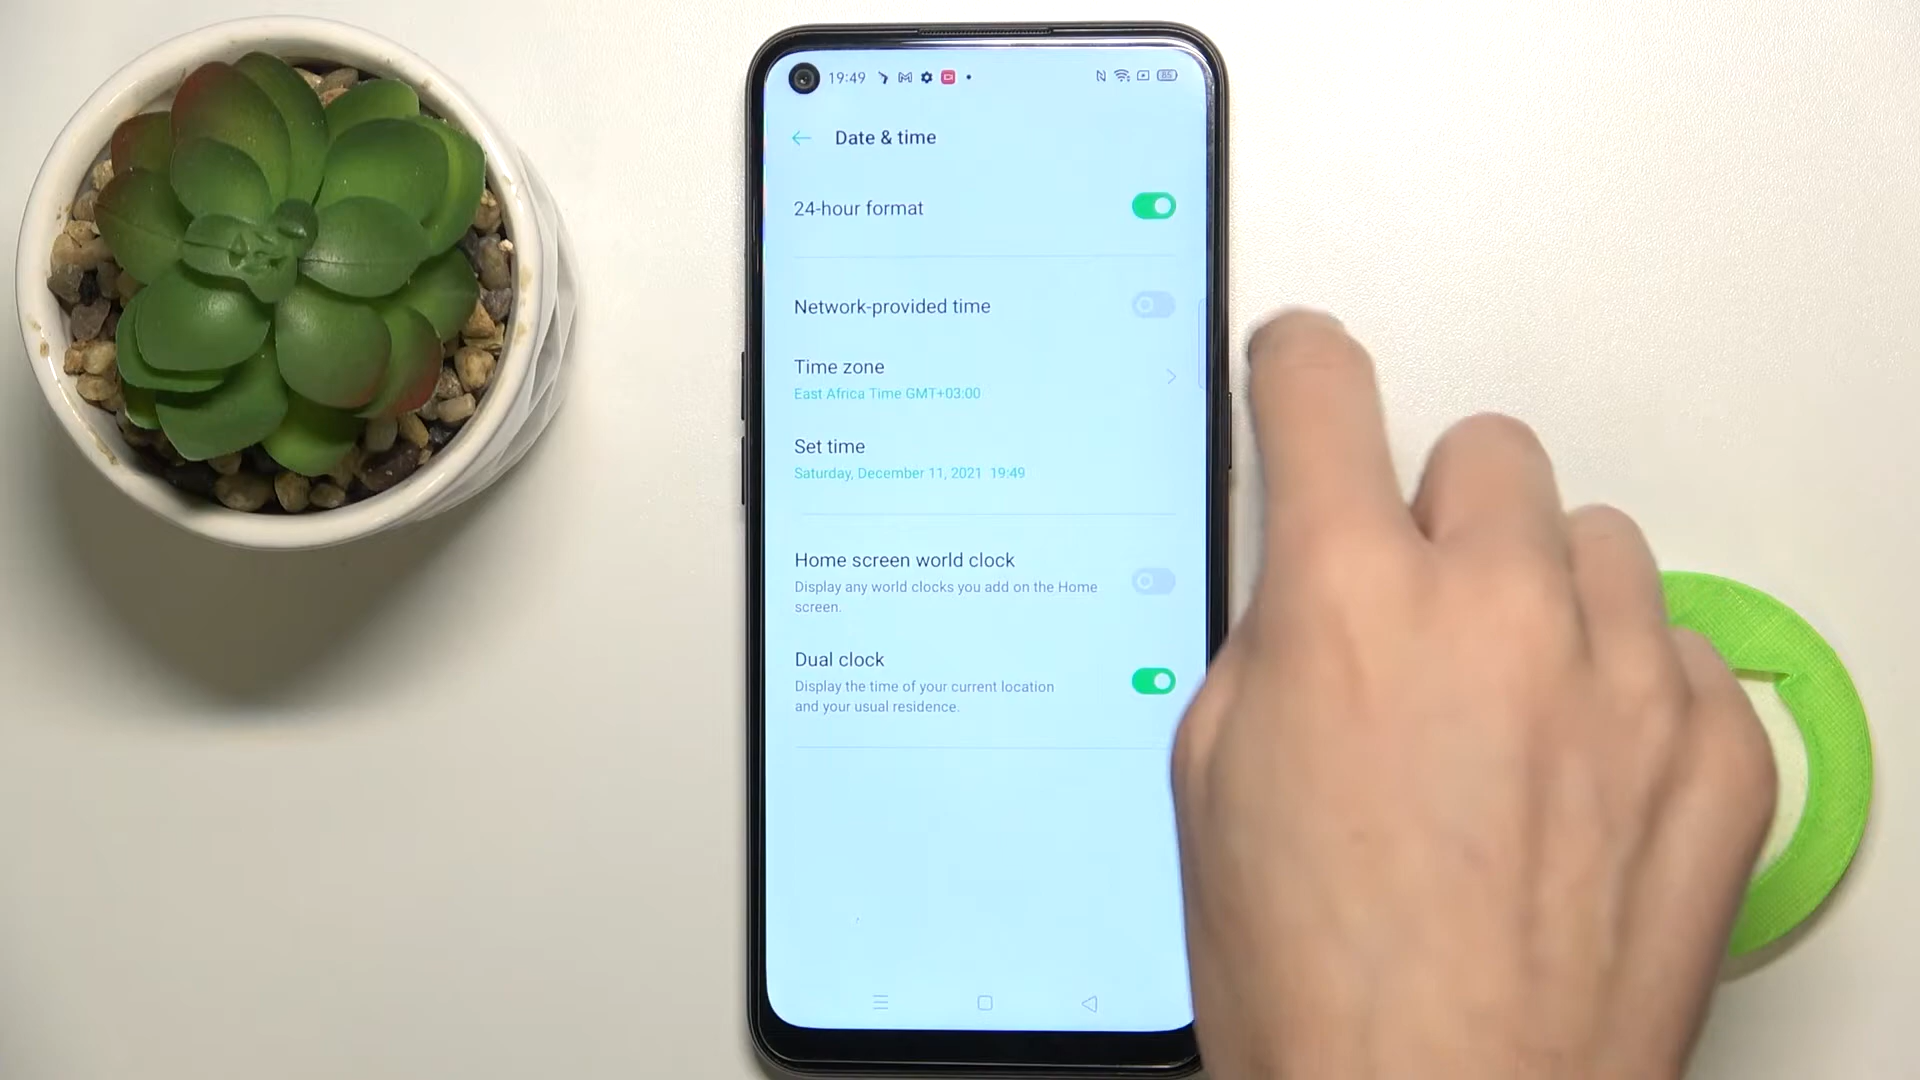 19:49
85
Date & time
24-hour format
Network-provided time
Time zone
East Africa Time GMT+03:00
Set time
Saturday, December 11, 2021 19:49
Home screen world clock
Display any world clocks you add on the Home
screen.
Dual clock
Display the time of your current location
and your usual residence.